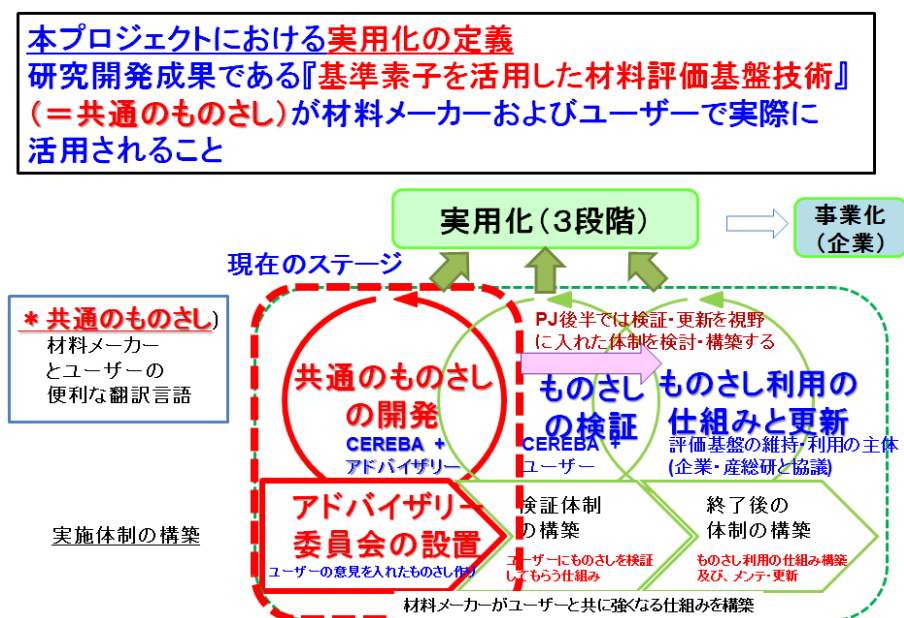 本プロジェクトにおける実用化の定義
研究開発成果である『基準素子を活用した材料評価基盤技術』
(=共通のものさし)が材料メーカーおよびユーザーで実際に
活用されること
実用化(3段階)
事業化
(企業)
現在のステージ
*共通のものさし)
材料メーカー
とユーザーの
便利な翻訳言語
PJ後半では検証・更新を視野
に入れた体制を検討・構築する
共通のものさし
の開発
CEREBA +
アドバイザリー
ものさし
の検証
CEREBA +
ユーザー
ものさし利用の
仕組みと更新
評価基盤の維持・利用の主体
(企業・産総研と協議)
実施体制の構築
アドバイザリー
委員会の設置
ユーザーの意見を入れたものさし作り
検証体制
の構築
ユーザーにものさしを検証
してもらう仕組み
終了後の
体制の構築
ものさし利用の仕組み構築
及び、メンテ・更新
材料メーカーがユーザーと共に強くなる仕組みを構築